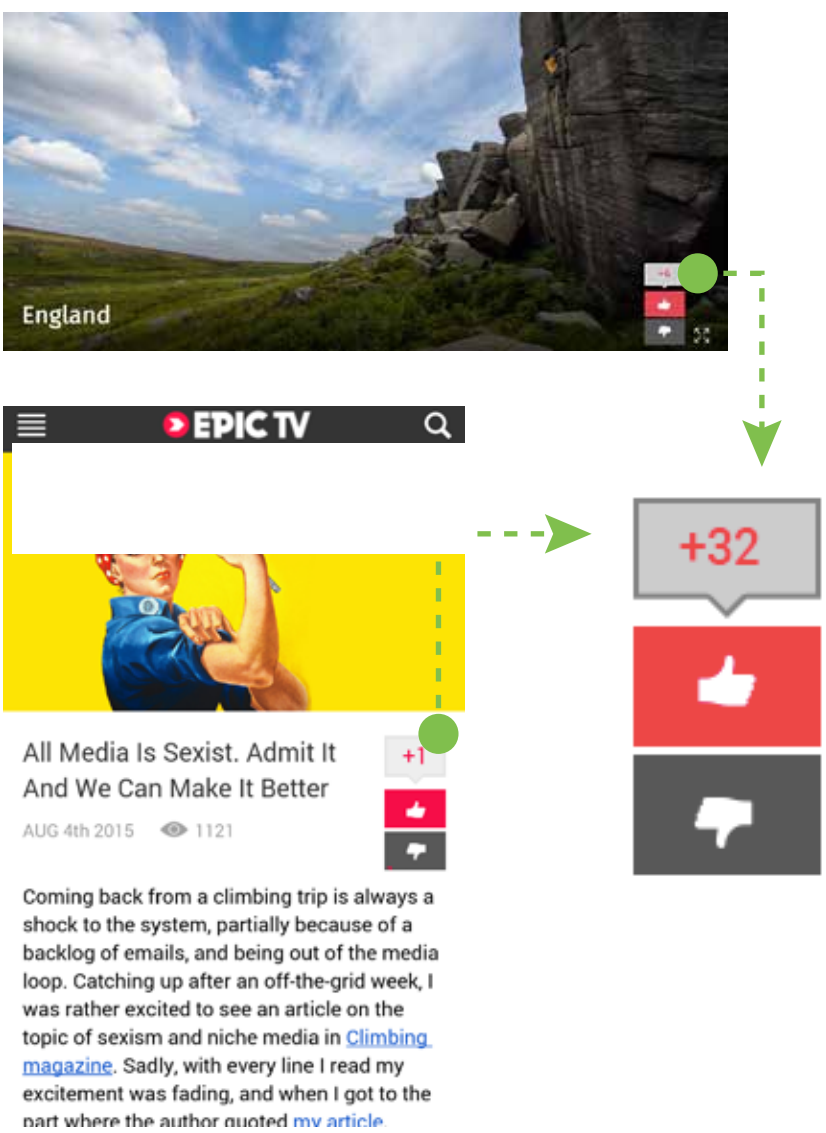 +6
England
EPIC TV
+32
All Media Is Sexist. Admit It
And We Can Make It Better
+1
AUG 4th 2015 1121
Coming back from a climbing trip is always a
shock to the system, partially because of a
backlog of emails, and being out of the media
loop. Catching up after an off-the-grid week, I
was rather excited to see an article on the
topic of sexism and niche media in Climbing
magazine. Sadly, with every line I read my
excitement was fading, and when I got to the
part where the author quoted my article,